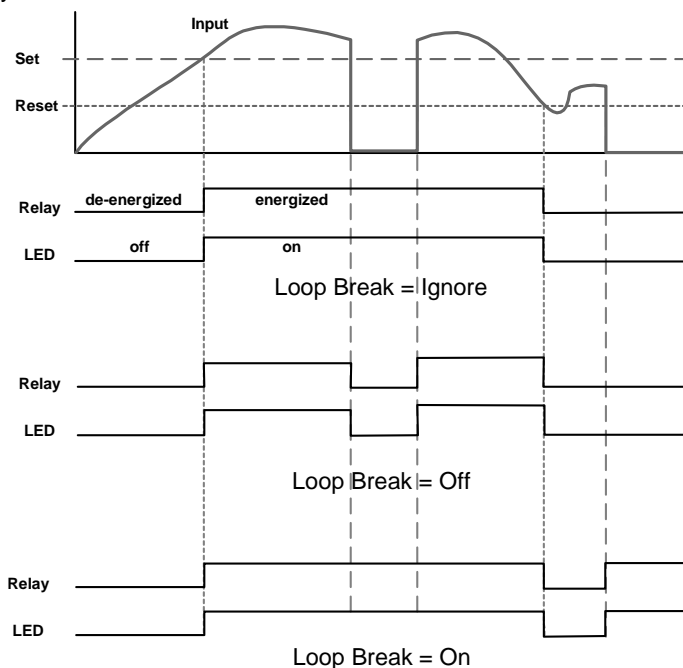 Input
Set
Reset
Relay de-energized energized
LED off on
Loop Break = Ignore
Relay
LED
Loop Break = Off
Relay
LED
Loop Break = On